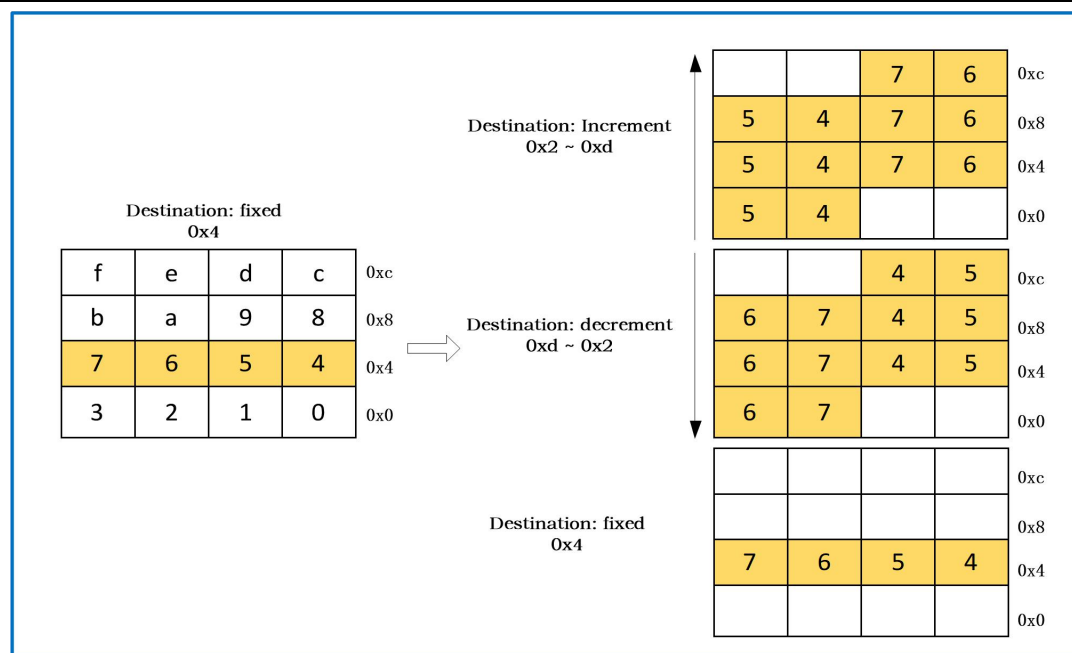 Destination: fixed
0x4
f e d c 0xc
b a 9 8 0x8
7 6 5 4 0x4
3 2 1 0 0x0
Destination: Increment
0x2 ~ 0xd
7 6 0xc
5 4 7 6 0x8
5 4 7 6 0x4
5 4 0x0
Destination: decrement
0xd ~ 0x2
4 5 0xc
6 7 4 5 0x8
6 7 4 5 0x4
6 7 0x0
Destination: fixed
0x4
0xc
0x8
7 6 5 4 0x4
0x0